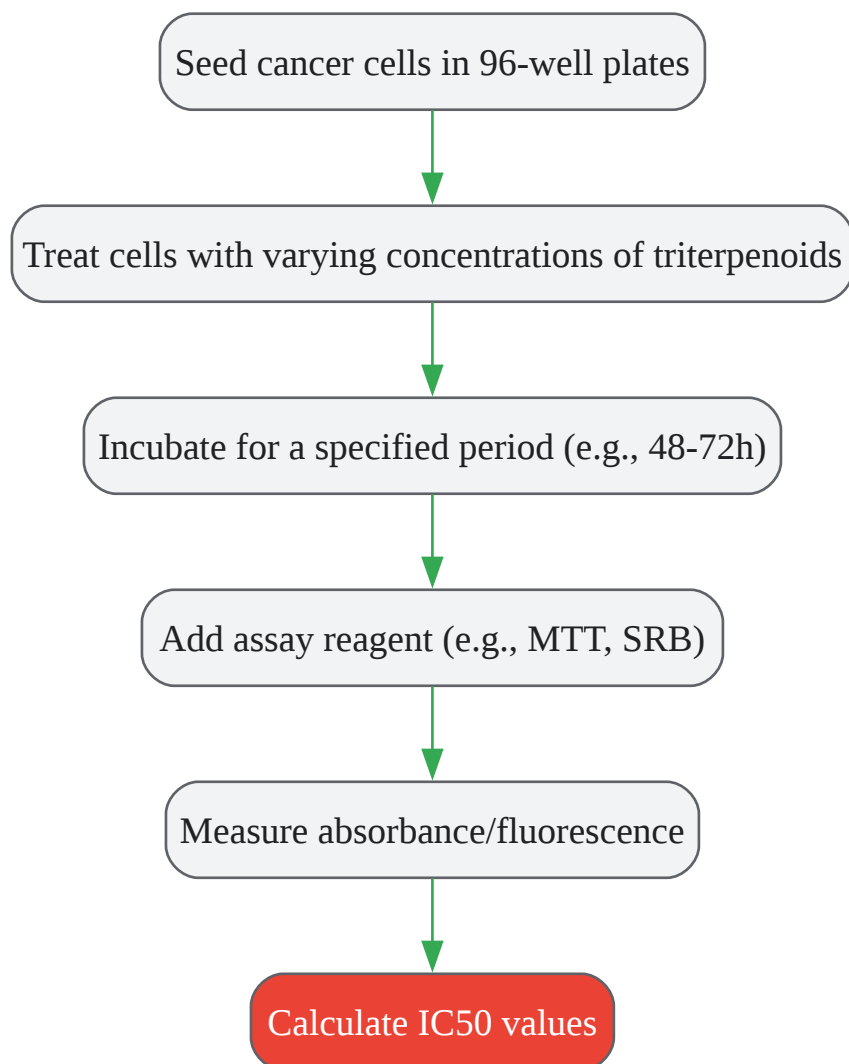 Seed cancer cells in 96-well plates
Treat cells with varying concentrations of triterpenoids
Incubate for a specified period (e.g., 48-72h)
Add assay reagent (e.g., MTT, SRB)
Measure absorbance/fluorescence
Calculate IC50 values